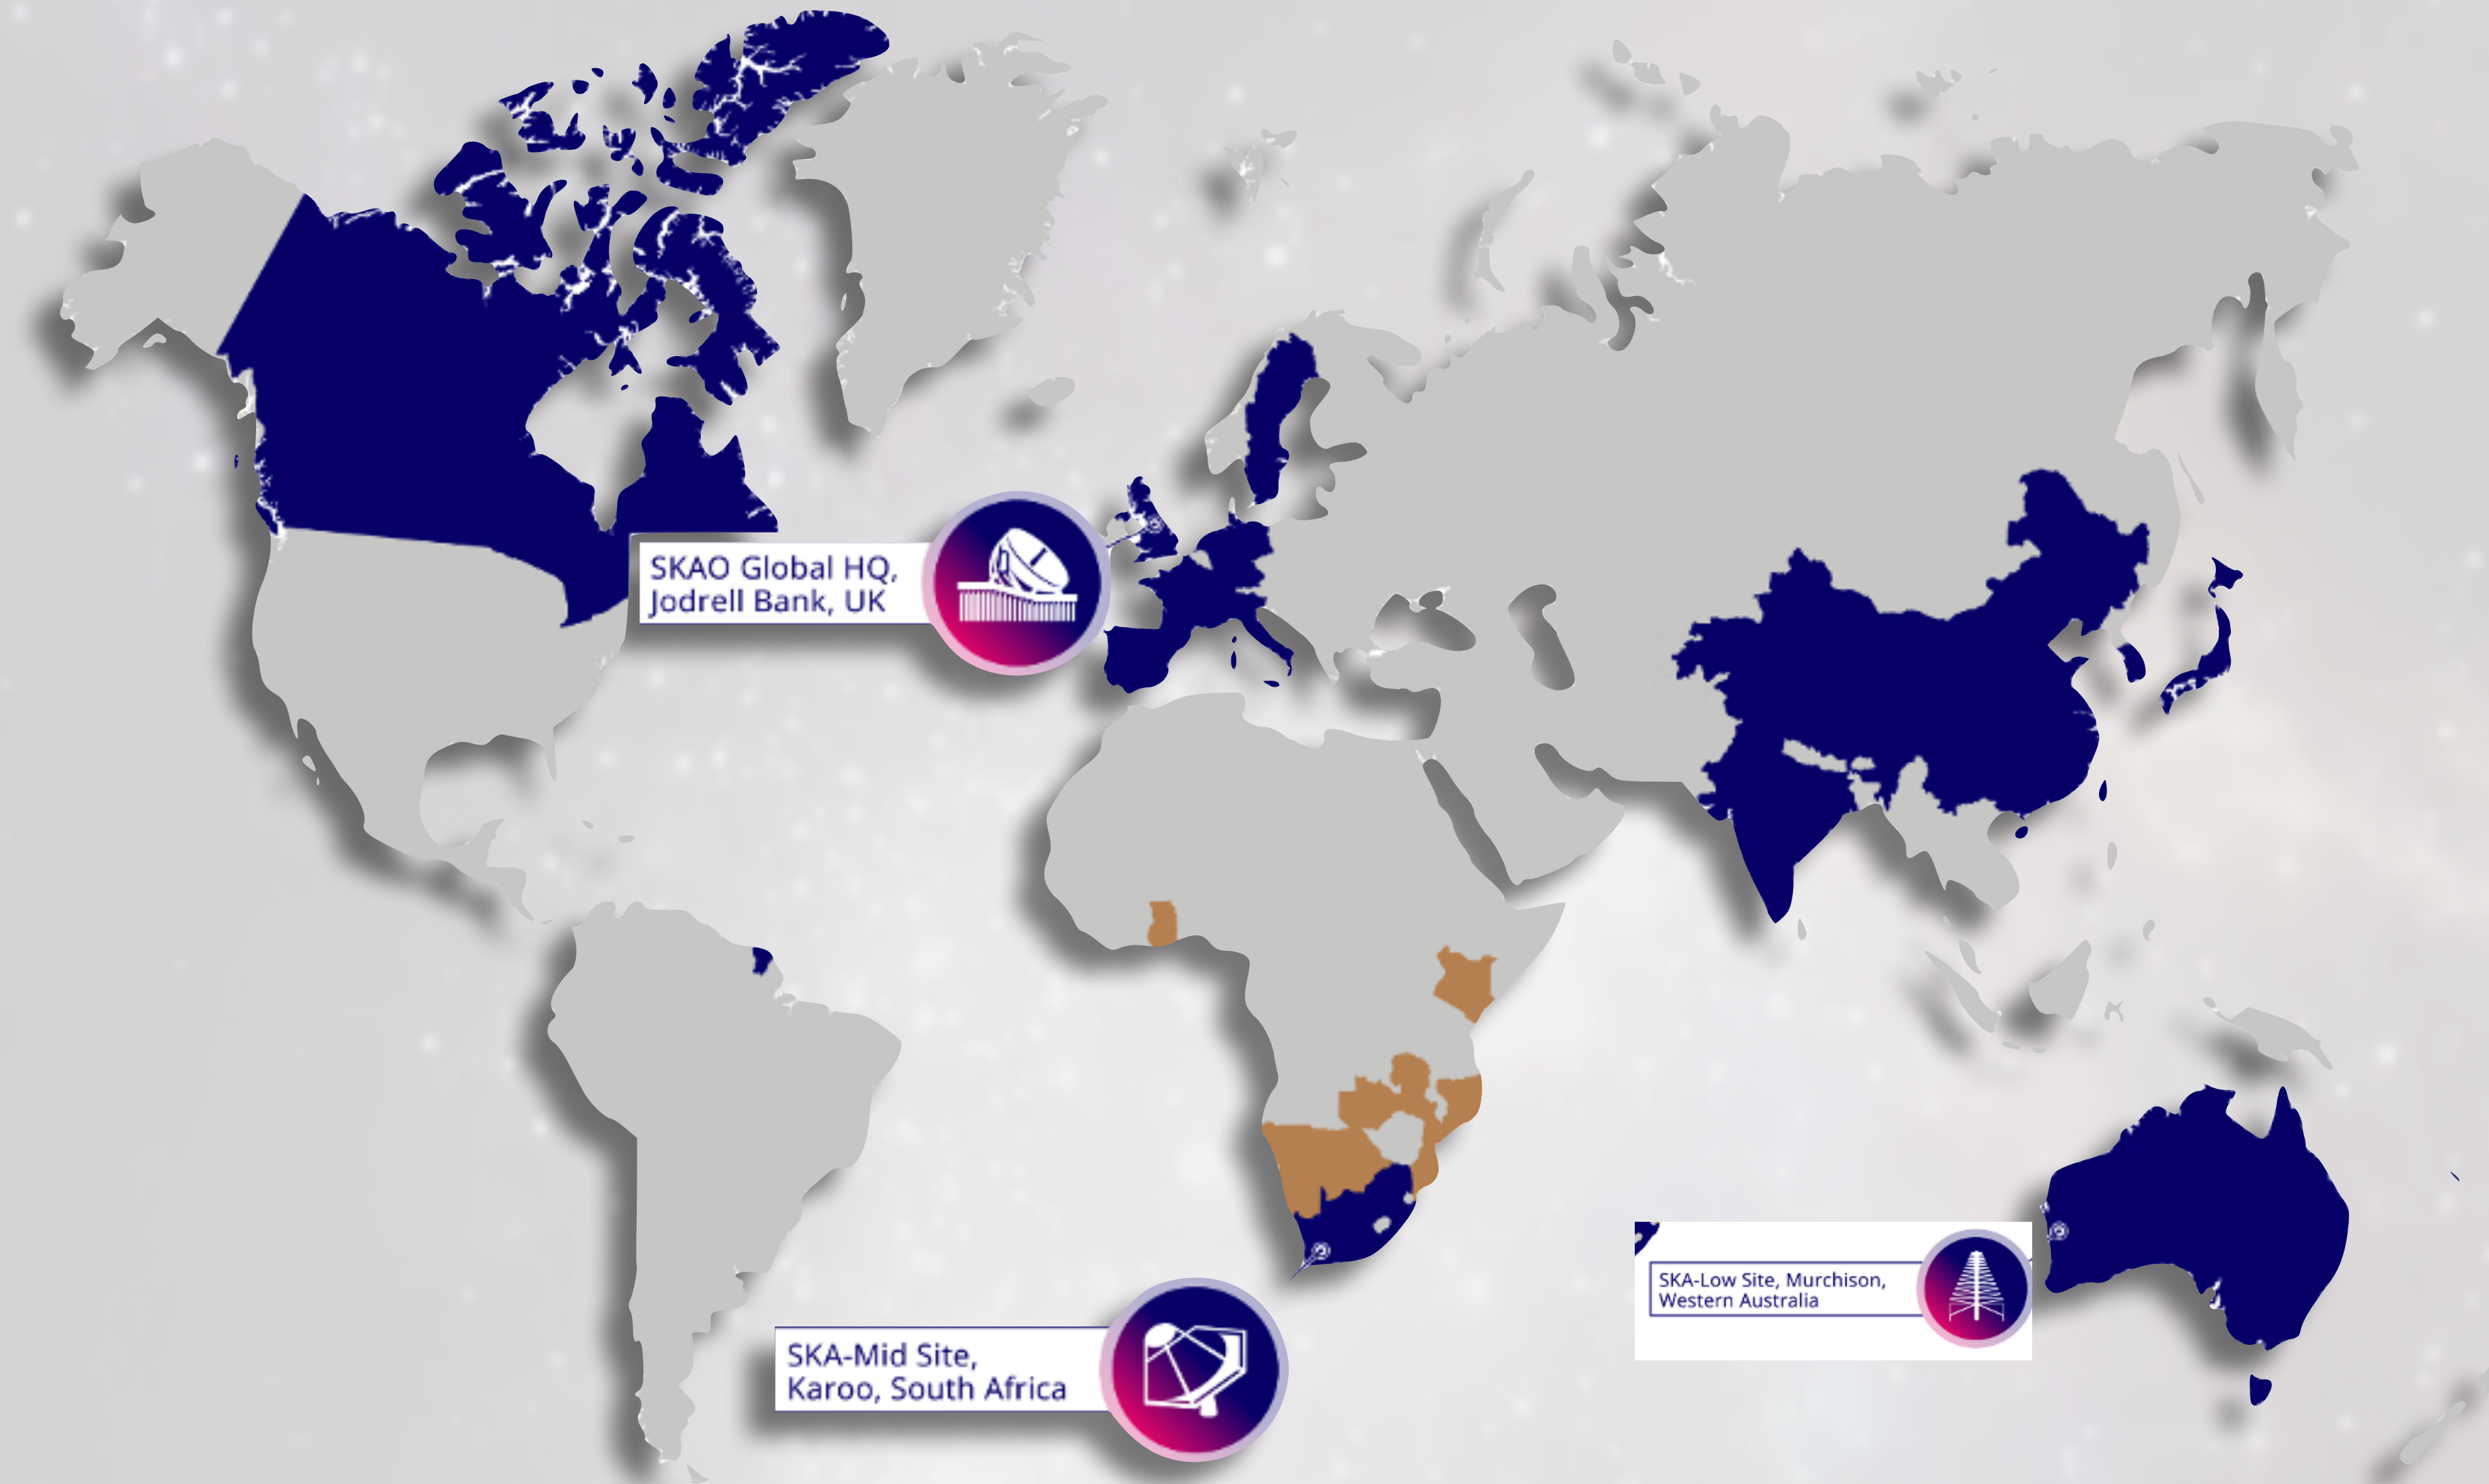 SKAO Global HQ,
Jodrell Bank, UK
SKA-Low Site, Murchison,
Western Australia
SKA-Mid Site,
Karoo, South Africa